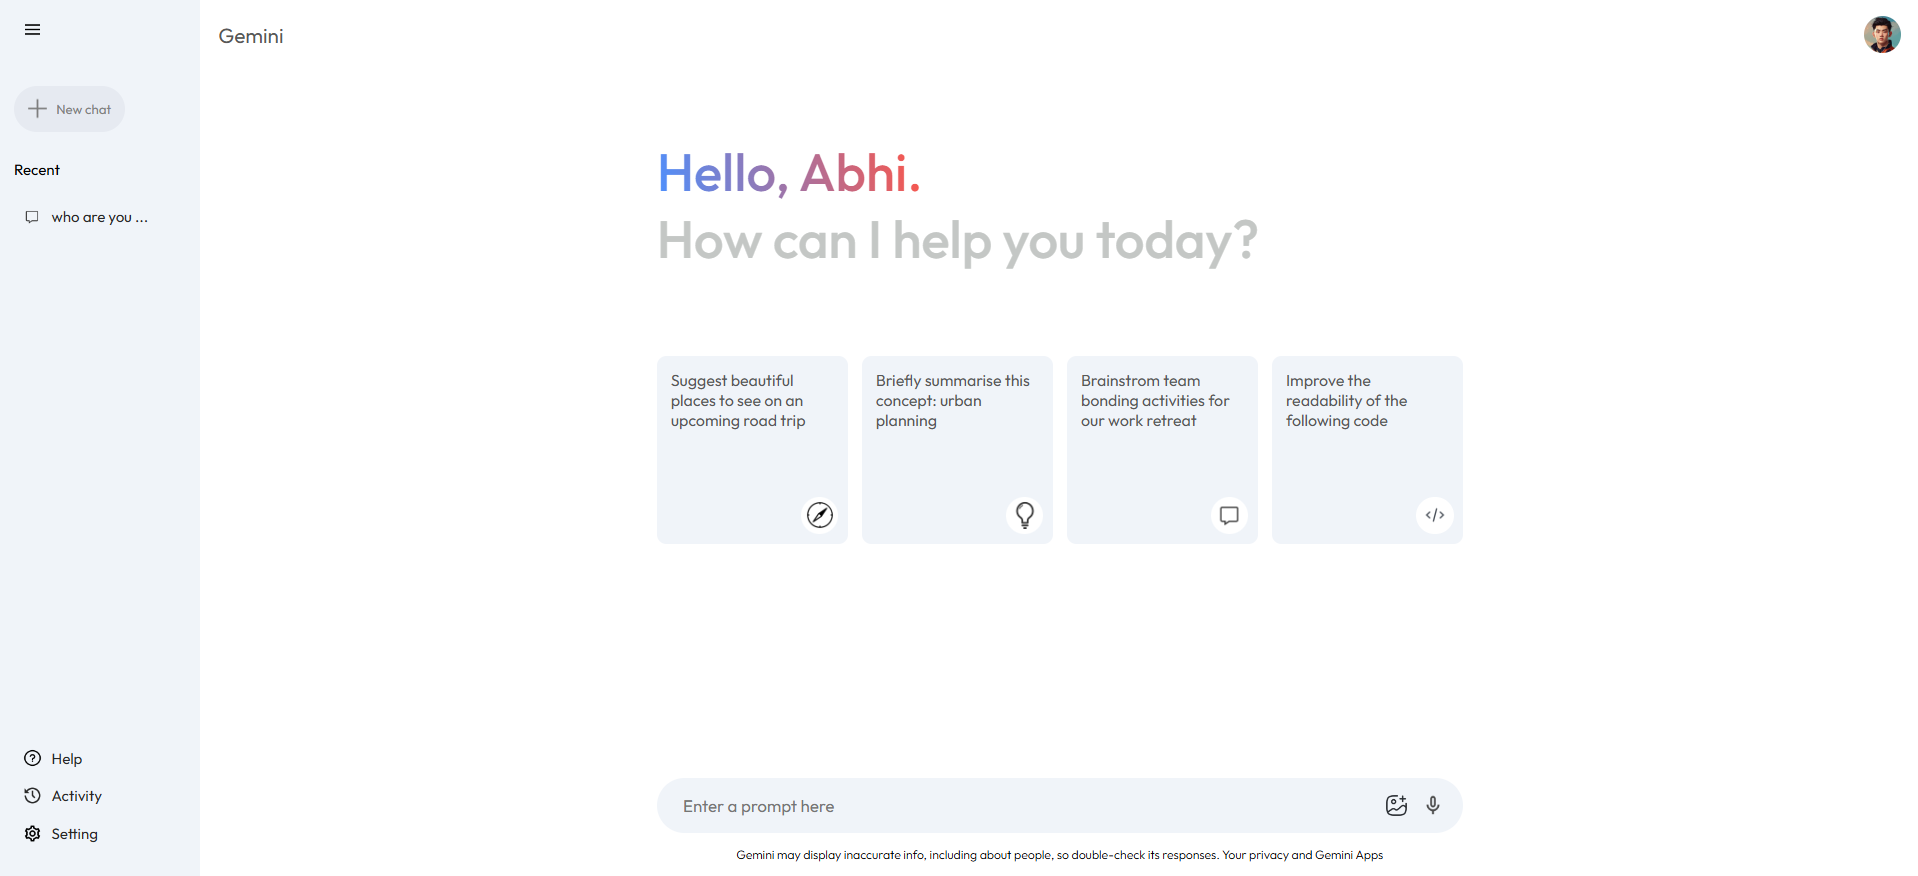 Gemini
New chat
Recent
who are you ...
Hello, Abhi.
How can I help you today?
Suggest beautiful
places to see on an
upcoming road trip
Briefly summarise this
concept: urban
planning
Brainstrom team
bonding activities for
our work retreat
Improve the
readability of the
following code
Help
Activity
Setting
Enter a prompt here
Gemini may display inaccurate info, including about people, so double-check its responses. Your privacy and Gemini Apps